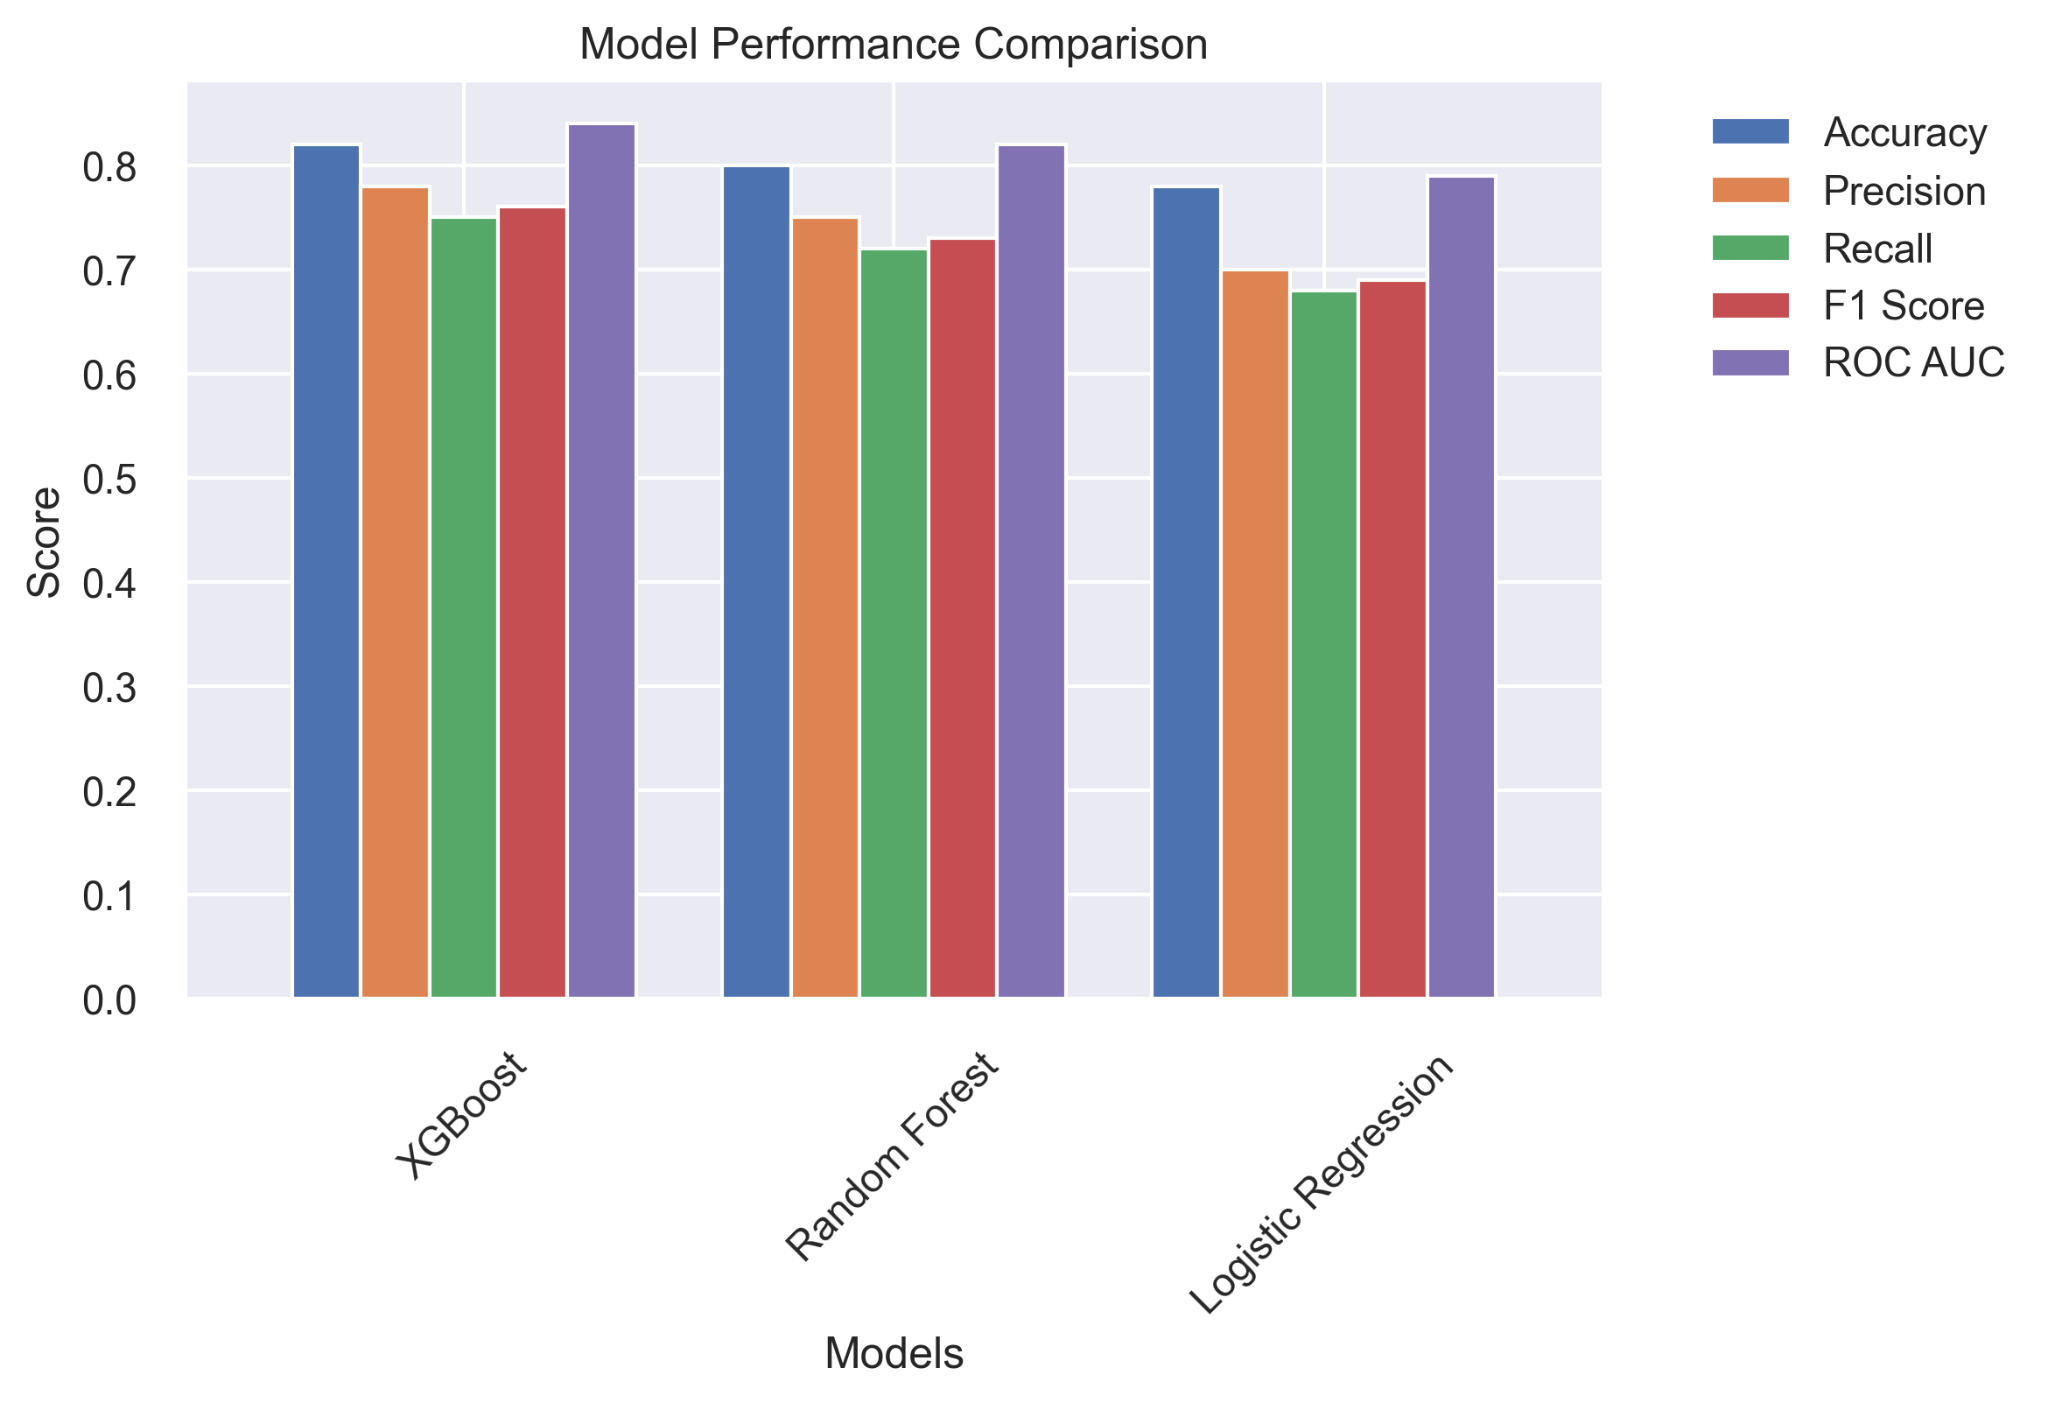 Model Performance Comparison
Score
0.8
0.7
0.6
0.5
0.4
0.3
0.2
0.1
0.0
XGBoost
Random Forest
Logistic Regression
Models
Accuracy
Precision
Recall
F1 Score
ROC AUC